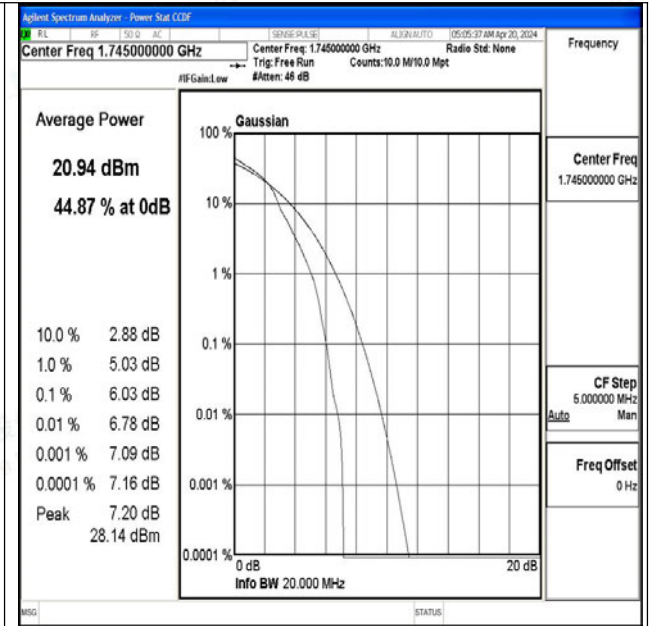 Agilent Spectrum Analyzer - Power Stat CCDF
RL RF 50 Ω AC SENSE:PULSE ALIGN AUTO 05:05:37 AM Apr 20, 2024
Center Freq 1.745000000 GHz
Center Freq: 1.745000000 GHz Radio Std: None
Trig: Free Run Counts:10.0 M/10.0 Mpt
#IFGain:Low #Atten: 46 dB
Frequency
Average Power
20.94 dBm
44.87 % at 0dB
10.0 % 2.88 dB
1.0 % 5.03 dB
0.1 % 6.03 dB
0.01 % 6.78 dB
0.001 % 7.09 dB
0.0001 % 7.16 dB
Peak 7.20 dB
28.14 dBm
Gaussian
100 %
10 %
1 %
0.1 %
0.01 %
0.001 %
0.0001 %
0 dB 20 dB
Info BW 20.000 MHz
Center Freq
1.745000000 GHz
CF Step
5.000000 MHz
Auto Man
Freq Offset
0 Hz
MSG STATUS